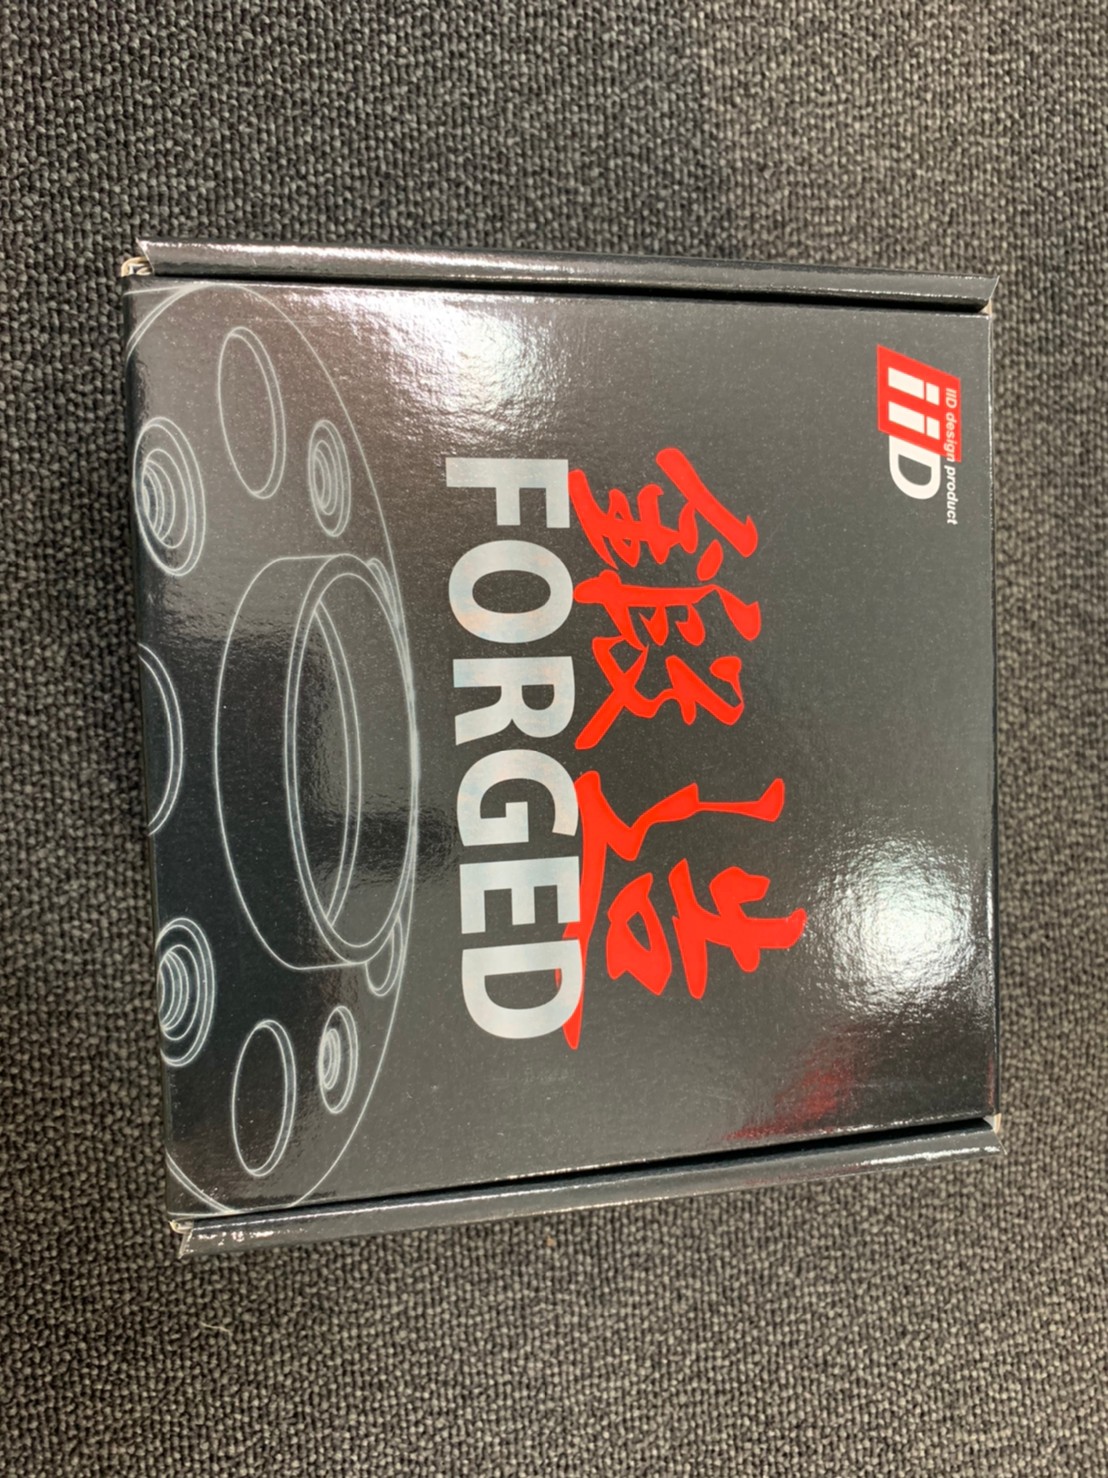 iiD design product
iiD
鍛造
FORGED